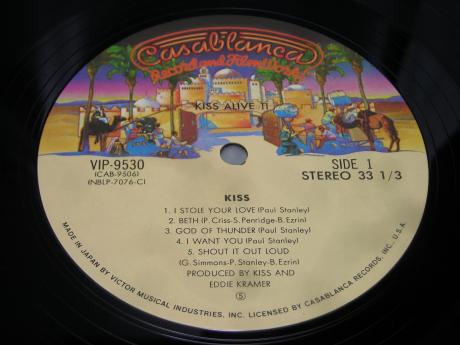 Casablanca
Record and FilmWorks
KISS ALIVE II
VIP-9530
(CAB-9506)
(NBLP-7076-C)
SIDE 1
STEREO 33 1/3
KISS
1. I STOLE YOUR LOVE (Paul Stanley)
2. BETH (P. Criss-S. Penridge-B. Ezrin)
3. GOD OF THUNDER (Paul Stanley)
4. I WANT YOU (Paul Stanley)
5. SHOUT IT OUT LOUD
(G. Simmons-P. Stanley-B. Ezrin)
PRODUCED BY KISS AND
EDDIE KRAMER
S
MADE IN JAPAN BY VICTOR MUSICAL INDUSTRIES, INC. LICENSED BY CASABLANCA RECORDS, INC., U.S.A.